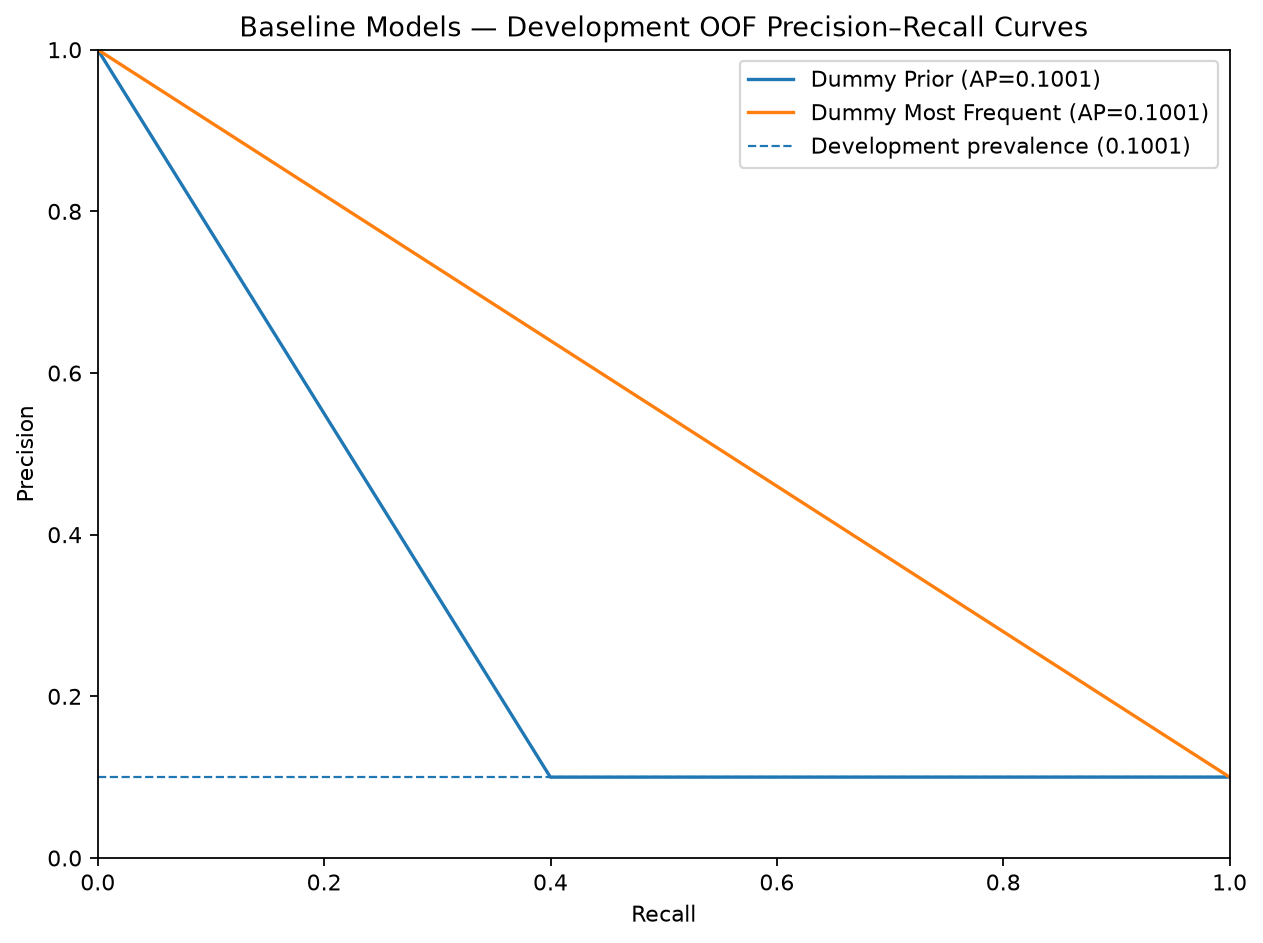 Baseline Models — Development OOF Precision–Recall Curves
Dummy Prior (AP=0.1001)
Dummy Most Frequent (AP=0.1001)
Development prevalence (0.1001)
Precision
1.0
0.8
0.6
0.4
0.2
0.0
0.0 0.2 0.4 0.6 0.8 1.0
Recall